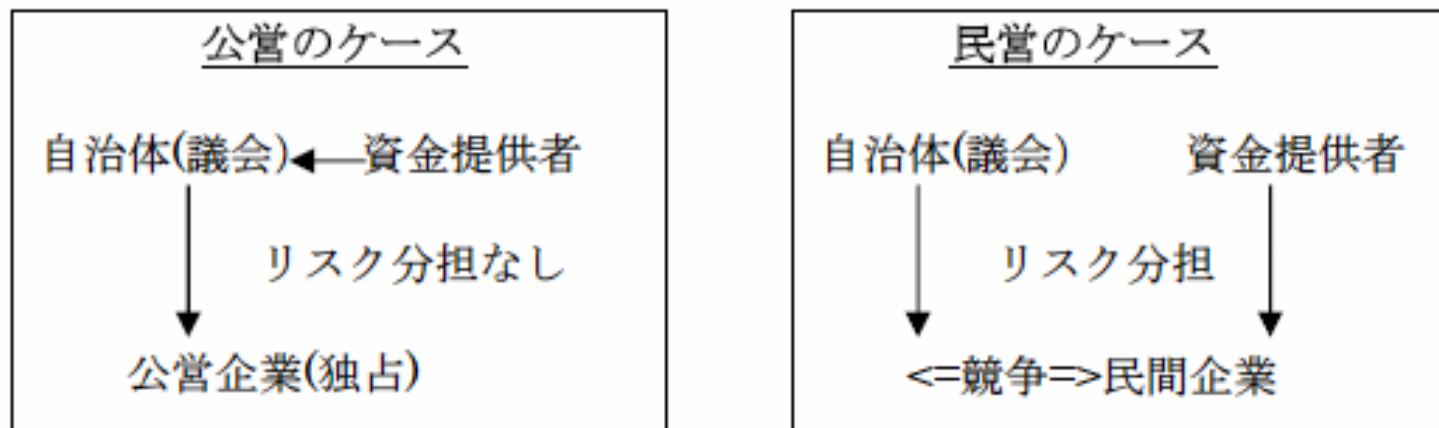 公営のケース
自治体(議会)
資金提供者
リスク分担なし
公営企業(独占)
民営のケース
自治体(議会)
資金提供者
リスク分担
<=競争=>民間企業